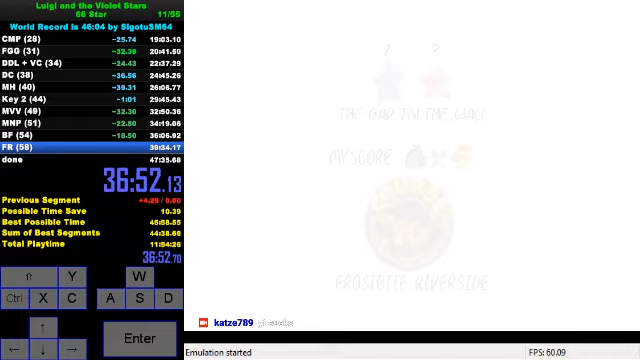 Luigi and the Violet Stars
66 Star 11/55
World Record is 46:04 by SigotuSM64
CMP (28) -25.74 19:03.10
FGG (31) -32.39 20:41.50
DDL + VC (34) -24.43 22:37.29
DC (38) -36.56 24:45.26
MH (40) -39.31 26:06.77
Key 2 (44) -1:01 29:45.43
MVV (49) -32.30 32:50.36
MNP (51) -22.80 34:19.06
BF (54) -18.50 36:06.92
FR (58) 39:34.17
done 47:35.68
36:52.13
Previous Segment +4.29 / 0.00
Possible Time Save 10.39
Best Possible Time 45:58.55
Sum of Best Segments 44:38.66
Total Playtime 11:54:26
36:52.70
⇑ Y W
Ctrl X C A S D
↑ Enter
← ↓ →
1 2
THE GAP IN THE WALL
MY SCORE
FROSTBITE RIVERSIDE
katze789
Emulation started FPS: 60.09